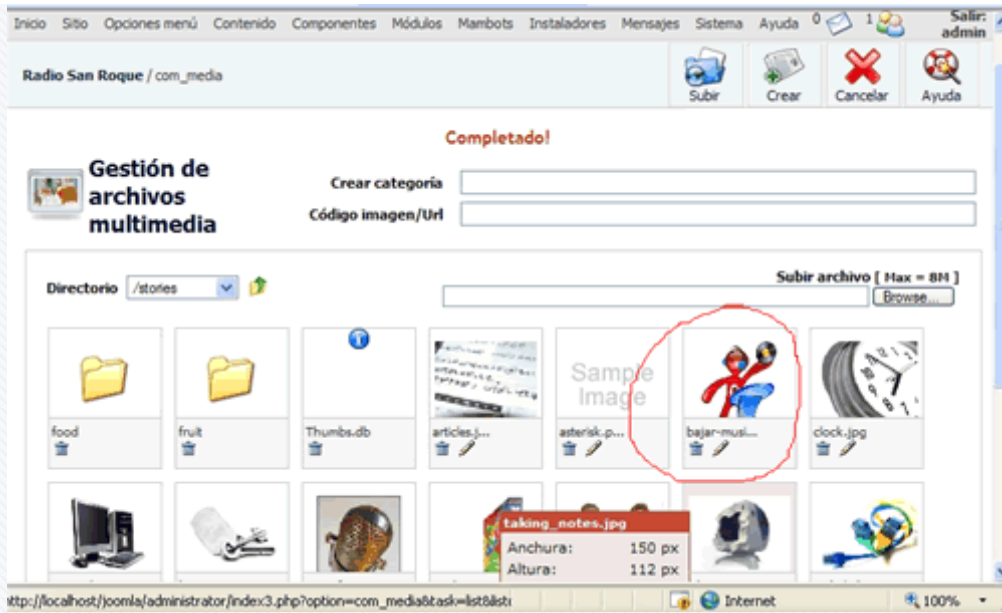 Inicio Sitio Opciones menú Contenido Componentes Módulos Mambots Instaladores Mensajes Sistema Ayuda 0 1 Salir: admin
Radio San Roque / com_media
Subir Crear Cancelar Ayuda
Completado!
Gestión de archivos multimedia
Crear categoría
Código imagen/Url
Subir archivo [ Max = 8M ]
Directorio /stories
Browse...
Sample Image
food fruit Thumbs.db articles.j... asterisk.p... bajar-musi... clock.jpg
taking_notes.jpg
Anchura: 150 px
Altura: 112 px
ttp://localhost/joomla/administrator/index3.php?option=com_media&task=list&list
Internet 100%